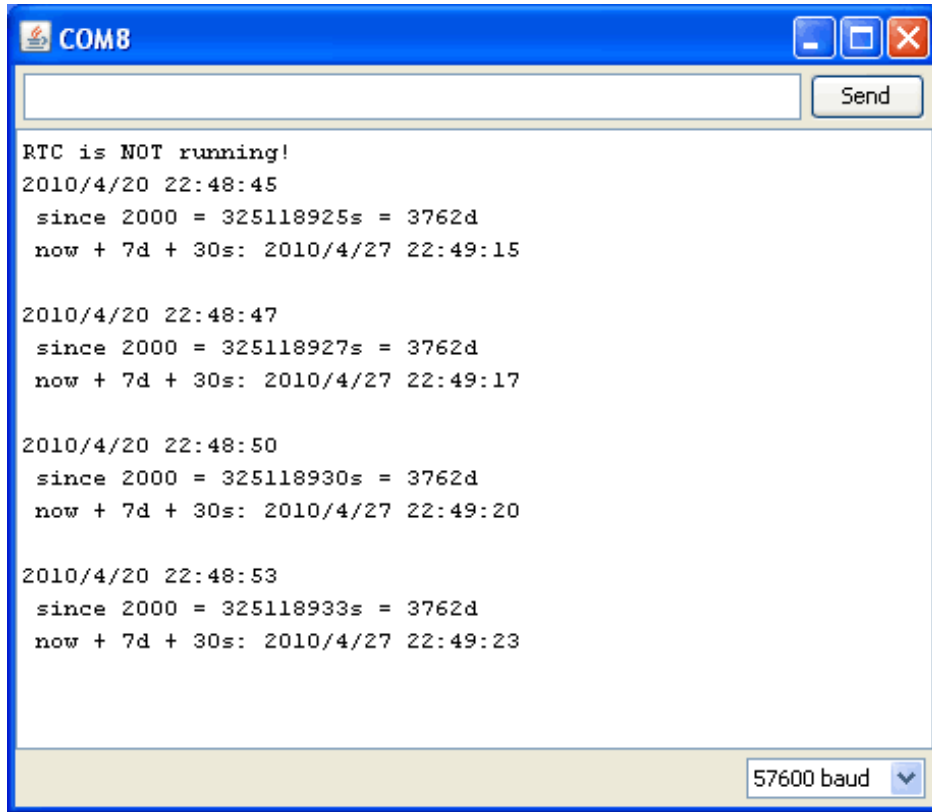 COM8
Send
RTC is NOT running!
2010/4/20 22:48:45
since 2000 = 325118925s = 3762d
now + 7d + 30s: 2010/4/27 22:49:15
2010/4/20 22:48:47
since 2000 = 325118927s = 3762d
now + 7d + 30s: 2010/4/27 22:49:17
2010/4/20 22:48:50
since 2000 = 325118930s = 3762d
now + 7d + 30s: 2010/4/27 22:49:20
2010/4/20 22:48:53
since 2000 = 325118933s = 3762d
now + 7d + 30s: 2010/4/27 22:49:23
57600 baud